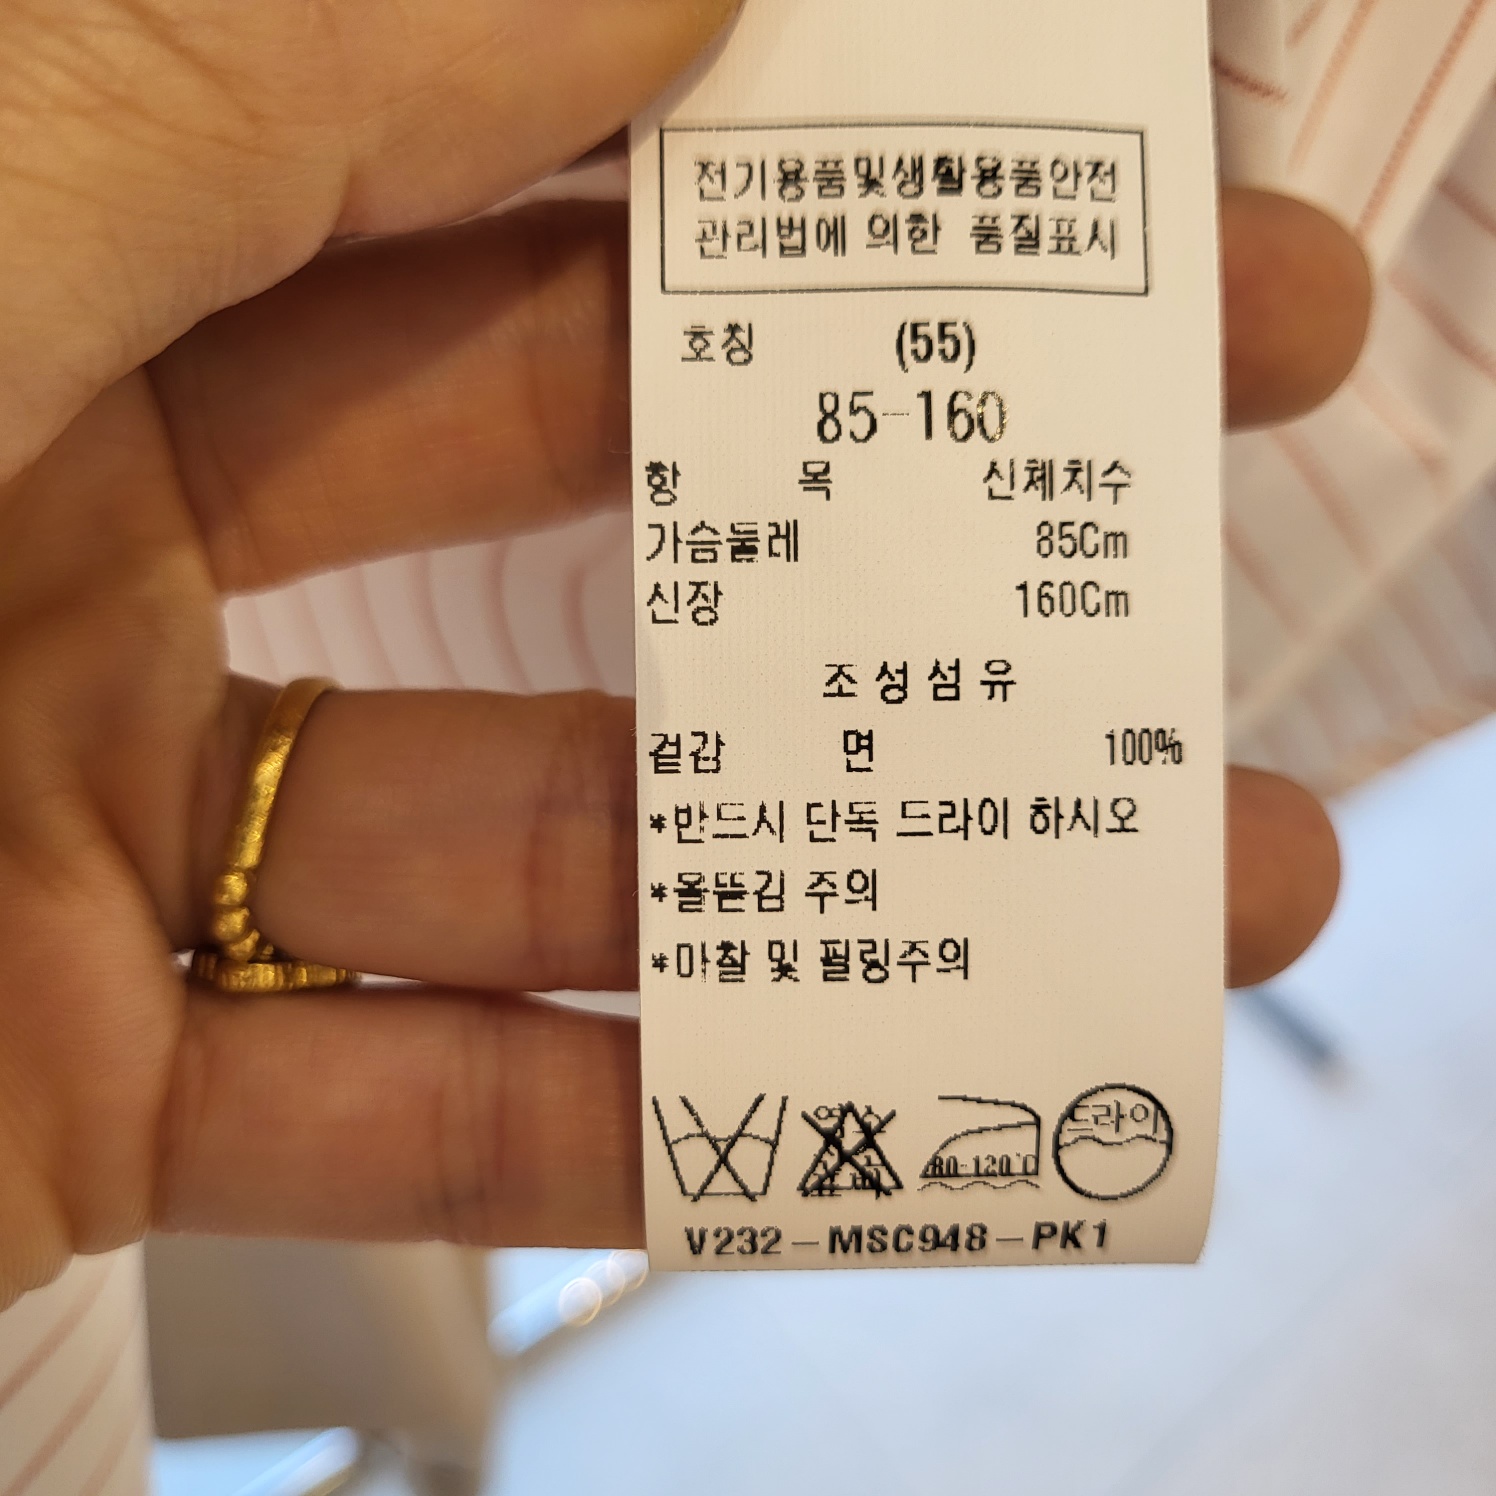 전기용품및생활용품안전
관리법에 의한 품질표시
호칭 (55)
85-160
항 목 신체치수
가슴둘레 85Cm
신장 160Cm
조성섬유
겉감 면 100%
*반드시 단독 드라이 하시오
*올뜯김 주의
*마찰 및 필링주의
염소
표백
80-120℃
드라이
V232-MSC948-PK1